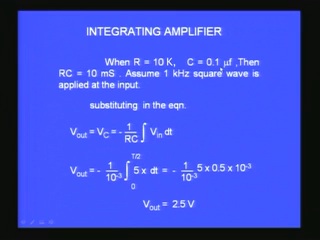 INTEGRATING AMPLIFIER
When R = 10 K, C = 0.1 µf ,Then
RC = 10 mS . Assume 1 kHz square wave is
applied at the input.
substituting in the eqn.
Vout = VC = - 1/RC ∫ Vin dt
Vout = - 1/10-3 ∫ T/2 0 5 x dt = - 1/10-3 5 x 0.5 x 10-3
Vout = 2.5 V